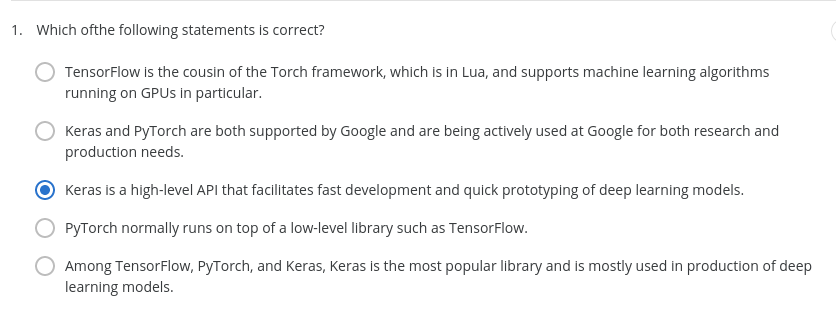 1. Which ofthe following statements is correct?
TensorFlow is the cousin of the Torch framework, which is in Lua, and supports machine learning algorithms
running on GPUs in particular.
Keras and PyTorch are both supported by Google and are being actively used at Google for both research and
production needs.
Keras is a high-level API that facilitates fast development and quick prototyping of deep learning models.
PyTorch normally runs on top of a low-level library such as TensorFlow.
Among TensorFlow, PyTorch, and Keras, Keras is the most popular library and is mostly used in production of deep
learning models.